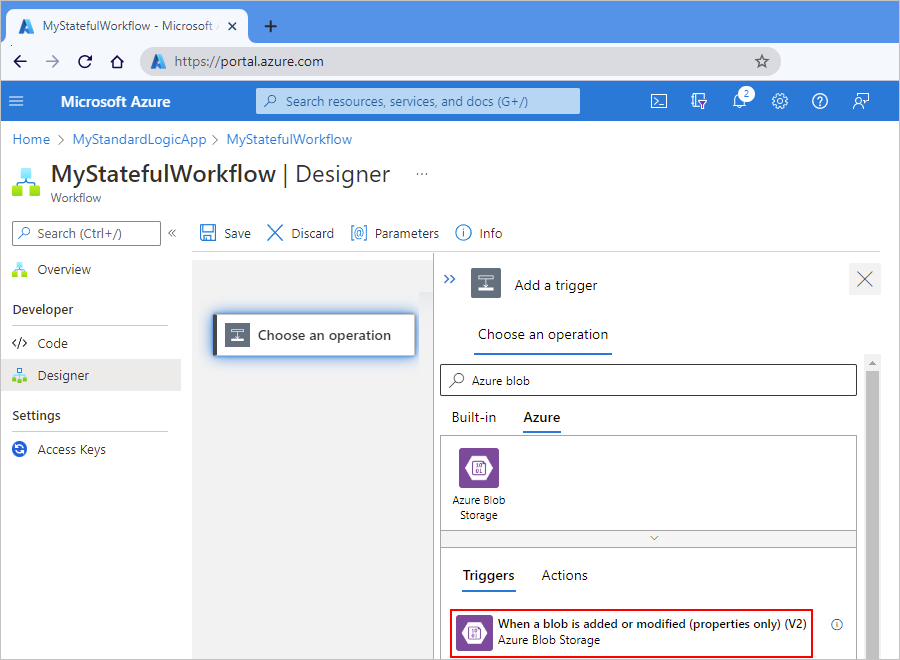 MyStatefulWorkflow - Microsoft
https://portal.azure.com
Microsoft Azure
Search resources, services, and docs (G+/)
2
Home > MyStandardLogicApp > MyStatefulWorkflow
MyStatefulWorkflow | Designer ...
Workflow
Search (Ctrl+/)
«
Save
Discard
[@] Parameters
Info
Overview
Developer
</> Code
Designer
Settings
Access Keys
Choose an operation
Add a trigger
Choose an operation
Azure blob
Built-in
Azure
Azure Blob
Storage
Triggers
Actions
When a blob is added or modified (properties only) (V2)
Azure Blob Storage